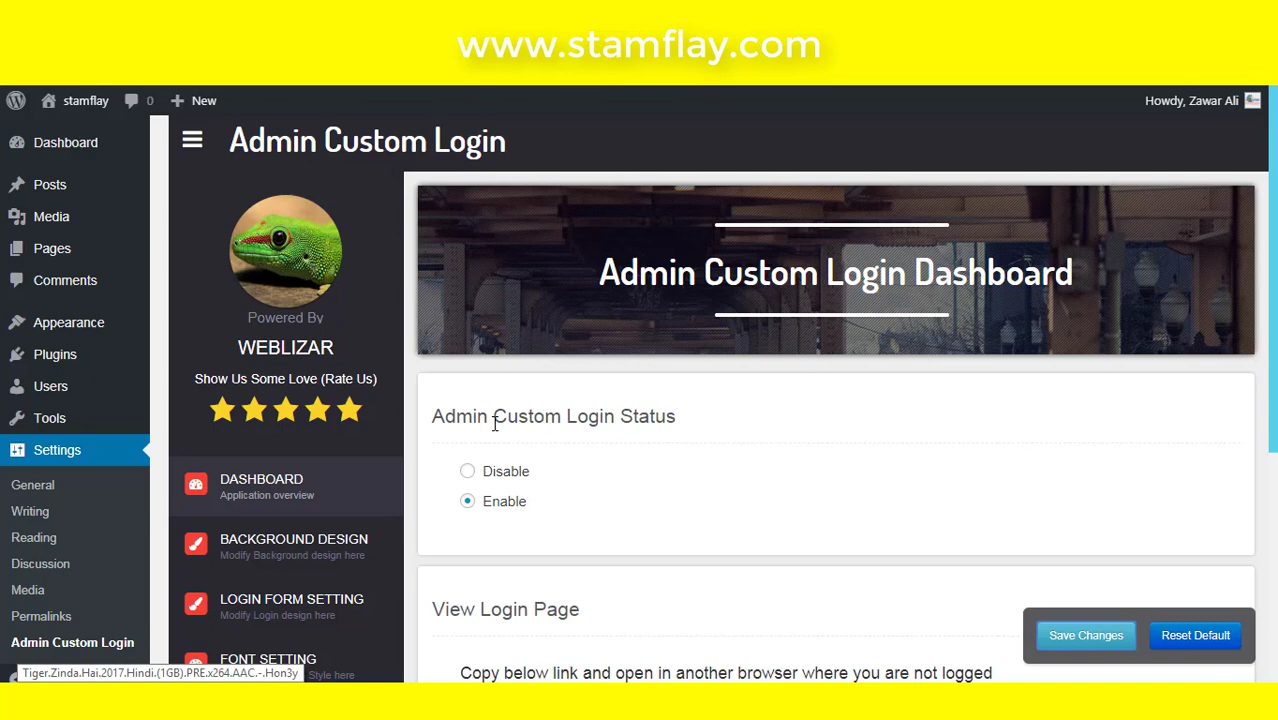 www.stamflay.com
stamflay
0
New
Howdy, Zawar Ali
Dashboard
Posts
Media
Pages
Comments
Appearance
Plugins
Users
Tools
Settings
General
Writing
Reading
Discussion
Media
Permalinks
Admin Custom Login
Tiger.Zinda.Hai.2017.Hindi.(1GB).PRE.x264.AAC.-.Hon3y
Admin Custom Login
Powered By
WEBLIZAR
Show Us Some Love (Rate Us)
DASHBOARD
Application overview
BACKGROUND DESIGN
Modify Background design here
LOGIN FORM SETTING
Modify Login design here
FONT SETTING
Style here
Admin Custom Login Dashboard
Admin Custom Login Status
Disable
Enable
View Login Page
Copy below link and open in another browser where you are not logged
Save Changes
Reset Default